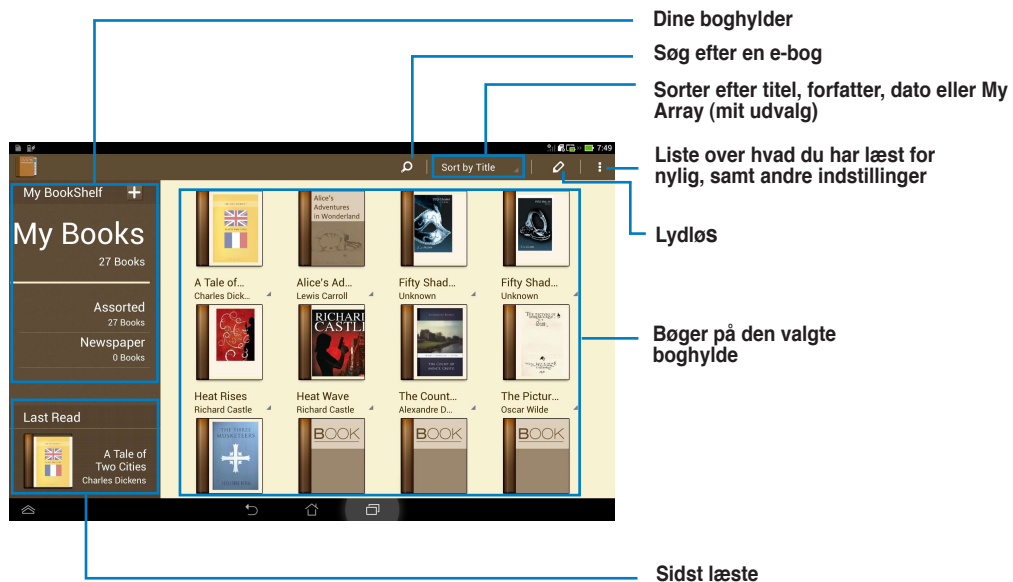 Dine boghylder
Søg efter en e-bog
Sorter efter titel, forfatter, dato eller My
Array (mit udvalg)
Liste over hvad du har læst for
nylig, samt andre indstillinger
Lydløs
Bøger på den valgte
boghylde
Sidst læste
7:49
Sort by Title
My BookShelf
My Books
27 Books
Assorted
27 Books
Newspaper
0 Books
Last Read
A Tale of
Two Cities
Charles Dickens
Alice's
Adventures
in Wonderland
A Tale of...
Charles Dick...
Alice's Ad...
Lewis Carroll
Fifty Shad...
Unknown
Fifty Shad...
Unknown
RICHARD
CASTLE
Heat Rises
Richard Castle
Heat Wave
Richard Castle
The Count...
Alexandre D...
The Pictur...
Oscar Wilde
THE THREE
MUSKETEERS
BOOK
BOOK
BOOK